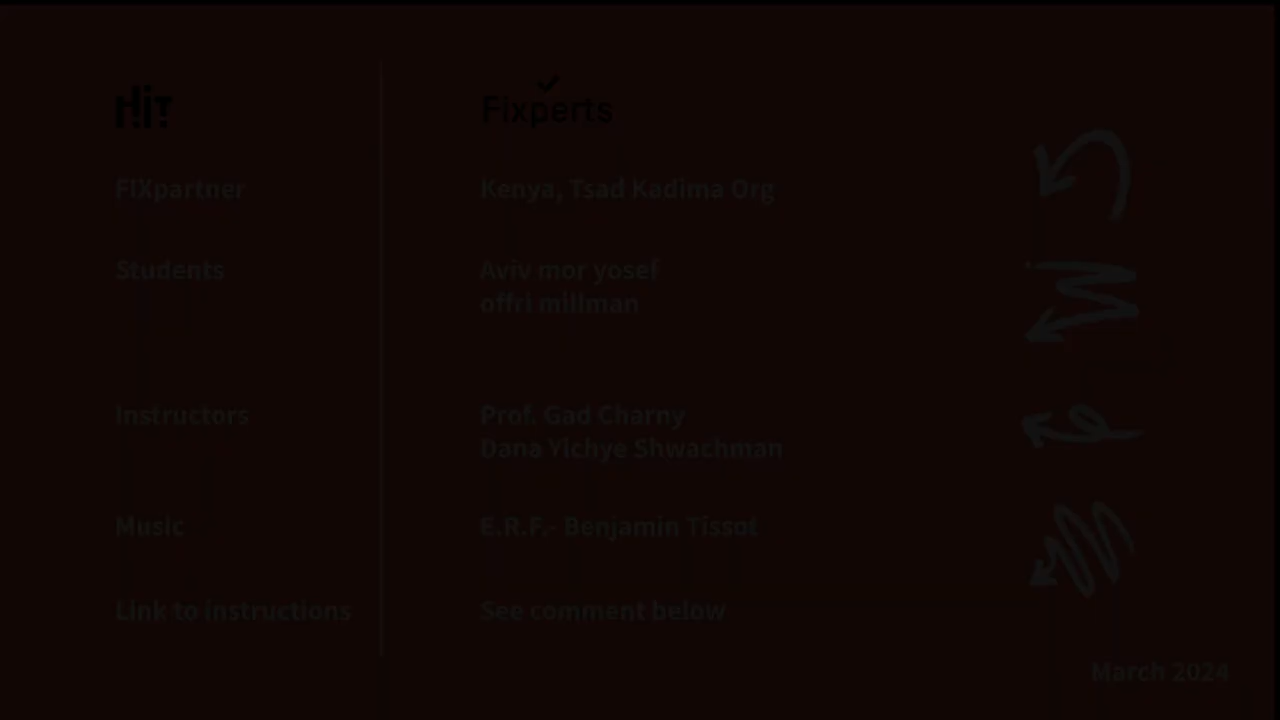 HiT
Fixperts
FIXpartner
Kenya, Tsad Kadima Org
Students
Aviv mor yosef
offri millman
Instructors
Prof. Gad Charny
Dana Yichye Shwachman
Music
E.R.F.- Benjamin Tissot
Link to instructions
See comment below
March 2024